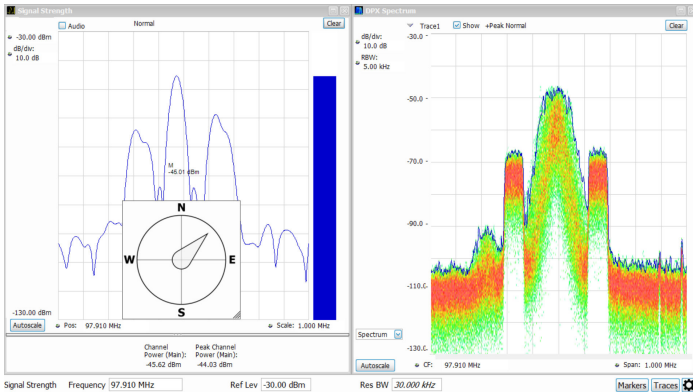 Signal Strength
Audio
Normal
Clear
-30.00 dBm
dB/div:
10.0 dB
M
-46.01 dBm
N
W
E
S
-130.00 dBm
Autoscale
Pos: 97.910 MHz
Scale: 1.000 MHz
Channel
Power (Main):
-45.62 dBm
Peak Channel
Power (Main):
-44.03 dBm
DPX Spectrum
Trace1
Show
+Peak Normal
Clear
dB/div:
10.0 dB
RBW:
5.00 kHz
-30.0
-50.0
-70.0
-90.0
-110.0
-130.0
Spectrum
Autoscale
CF: 97.910 MHz
Span: 1.000 MHz
Signal Strength
Frequency 97.910 MHz
Ref Lev -30.00 dBm
Res BW 30.000 kHz
Markers
Traces